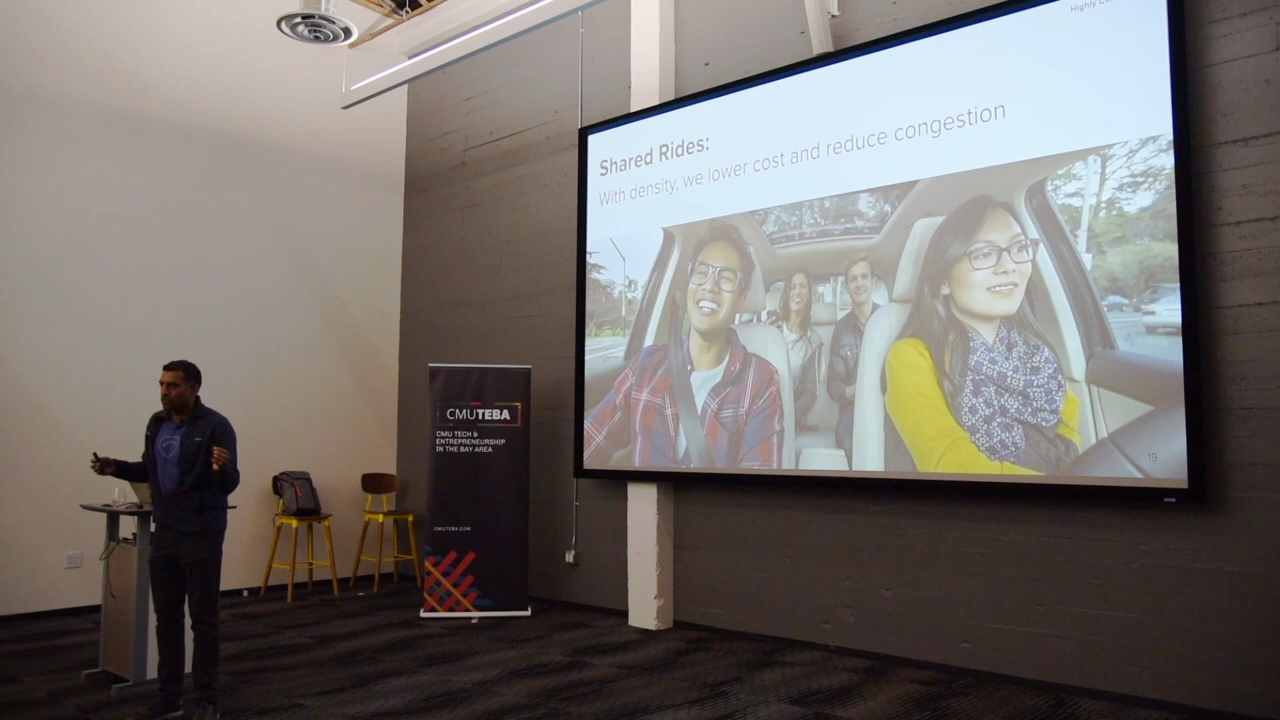 Highly
Shared Rides:
With density, we lower cost and reduce congestion
19
CMUTEBA
CMU TECH &
ENTREPRENEURSHIP
IN THE BAY AREA
CMUTEBA.COM